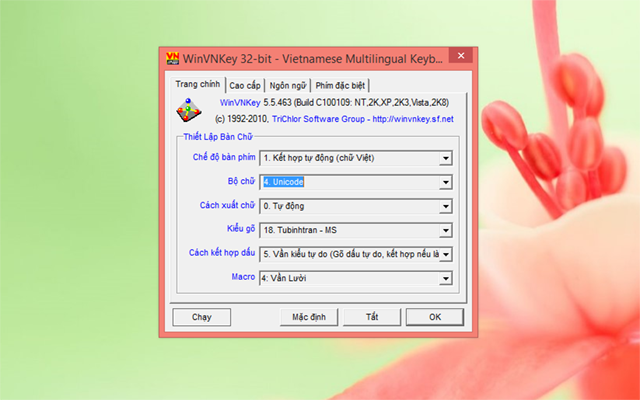 WinVNKey 32-bit - Vietnamese Multilingual Keyb...
Trang chính Cao cấp Ngôn ngữ Phím đặc biệt
WinVNKey 5.5.463 (Build C100109: NT,2K,XP,2K3,Vista,2K8)
(c) 1992-2010, TriChlor Software Group - http://winvnkey.sf.net
Thiết Lập Bàn Chữ
Chế độ bàn phím 1. Kết hợp tự động (chữ Việt)
Bộ chữ 4. Unicode
Cách xuất chữ 0. Tự động
Kiểu gõ 18. Tubinhtran - MS
Cách kết hợp dấu 5. Vần kiểu tự do (Gõ dấu tự do, kết hợp nếu là
Macro 4: Vần Lười
Chạy Mặc định Tắt OK